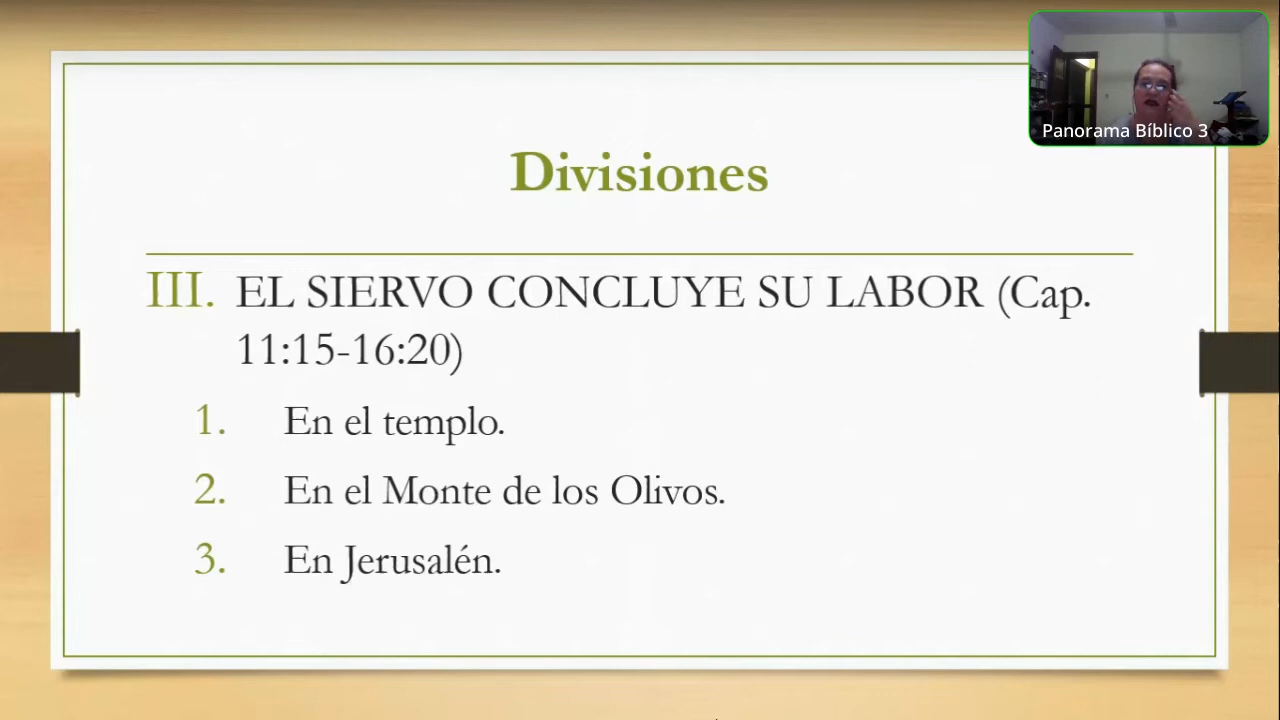 Panorama Bíblico 3
Divisiones
III. EL SIERVO CONCLUYE SU LABOR (Cap.
11:15-16:20)
1. En el templo.
2. En el Monte de los Olivos.
3. En Jerusalén.